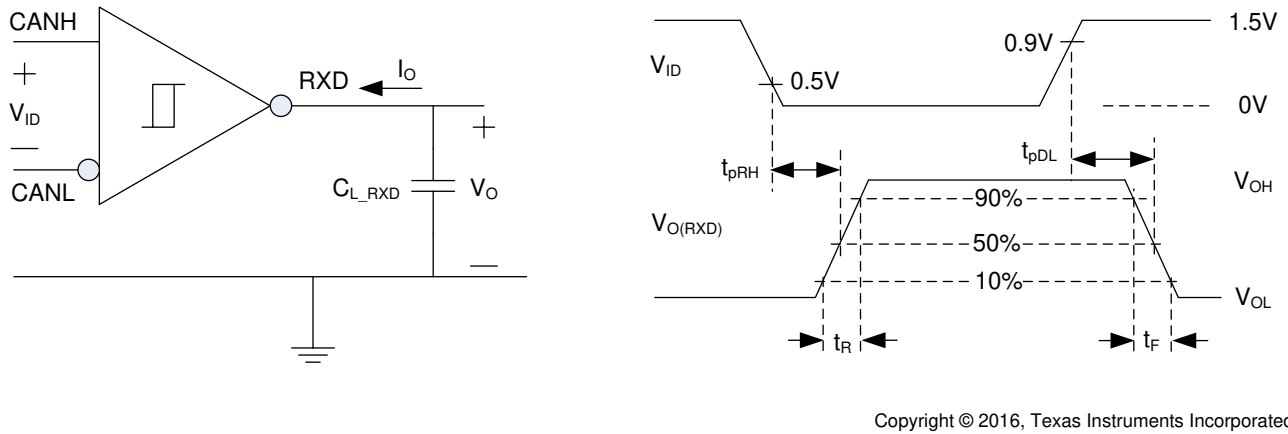 CANH
+
V_ID
—
CANL
RXD
I_O
+
C_L_RXD
V_O
—
V_ID
0.5V
0.9V
1.5V
0V
t_pRH
t_pDL
V_O(RXD)
90%
50%
10%
V_OH
V_OL
t_R
t_F
Copyright © 2016, Texas Instruments Incorporated